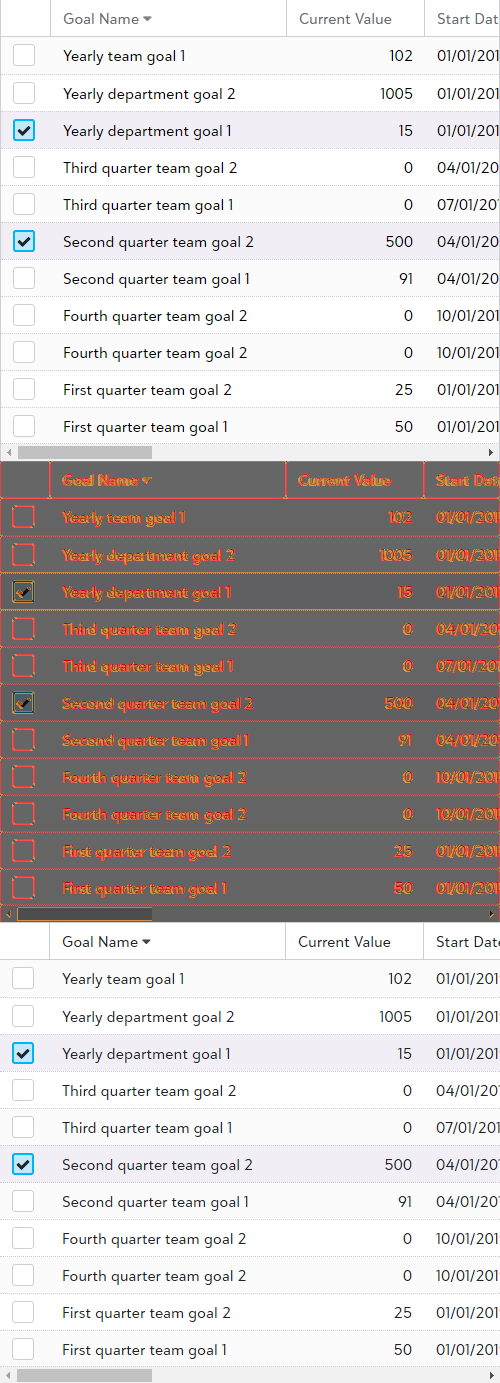 Goal Name Current Value Start Dat
Yearly team goal 1 102 01/01/201
Yearly department goal 2 1005 01/01/201
Yearly department goal 1 15 01/01/201
Third quarter team goal 2 0 04/01/20
Third quarter team goal 1 0 07/01/201
Second quarter team goal 2 500 04/01/20
Second quarter team goal 1 91 04/01/20
Fourth quarter team goal 2 0 10/01/201
Fourth quarter team goal 2 0 10/01/201
First quarter team goal 2 25 01/01/201
First quarter team goal 1 50 01/01/201
Goal Name Current Value Start Dat
Yearly team goal 1 102 01/01/201
Yearly department goal 2 1005 01/01/201
Yearly department goal 1 15 01/01/201
Third quarter team goal 2 0 04/01/20
Third quarter team goal 1 0 07/01/201
Second quarter team goal 2 500 04/01/20
Second quarter team goal 1 91 04/01/20
Fourth quarter team goal 2 0 10/01/201
Fourth quarter team goal 2 0 10/01/201
First quarter team goal 2 25 01/01/201
First quarter team goal 1 50 01/01/201
Goal Name Current Value Start Date
Yearly team goal 1 102 01/01/201
Yearly department goal 2 1005 01/01/201
Yearly department goal 1 15 01/01/201
Third quarter team goal 2 0 04/01/20
Third quarter team goal 1 0 07/01/201
Second quarter team goal 2 500 04/01/20
Second quarter team goal 1 91 04/01/20
Fourth quarter team goal 2 0 10/01/201
Fourth quarter team goal 2 0 10/01/201
First quarter team goal 2 25 01/01/201
First quarter team goal 1 50 01/01/201